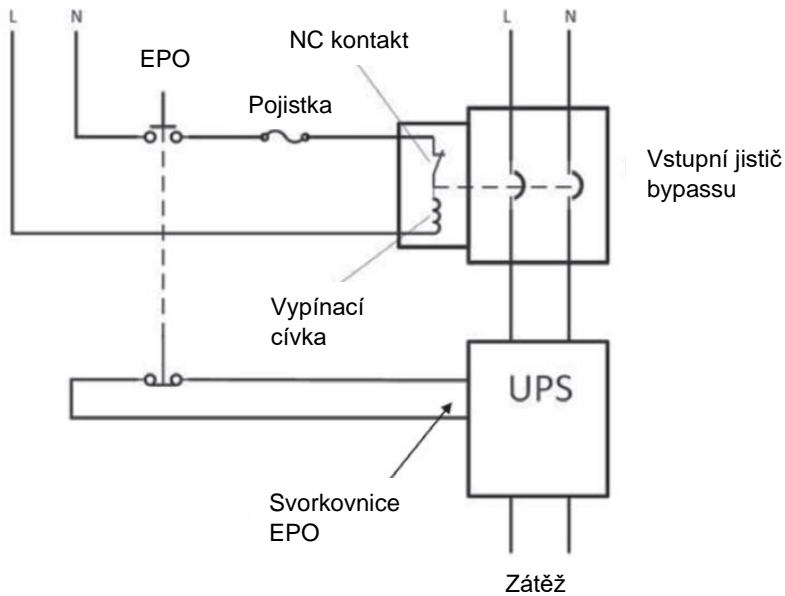 L N L N
NC kontakt
EPO
Pojistka
Vstupní jistič
bypassu
Vypínací
cívka
UPS
Svorkovnice
EPO
Zátěž